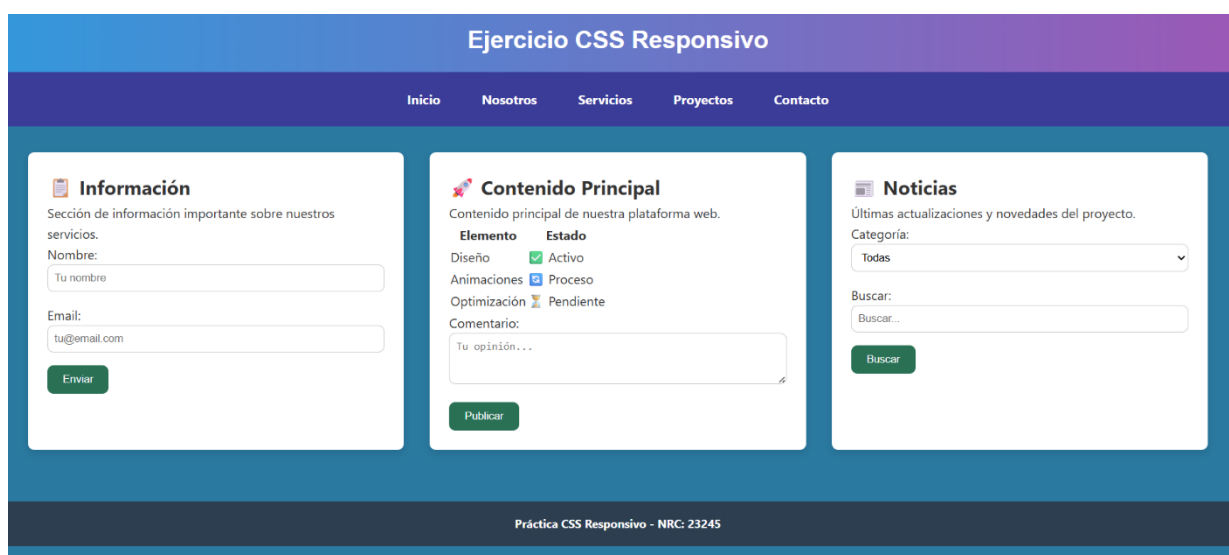 Ejercicio CSS Responsivo
Inicio Nosotros Servicios Proyectos Contacto
📋 Información
Sección de información importante sobre nuestros
servicios.
Nombre:
Tu nombre
Email:
tu@email.com
Enviar
🚀 Contenido Principal
Contenido principal de nuestra plataforma web.
Elemento Estado
Diseño ✅ Activo
Animaciones 🔄 Proceso
Optimización ⏳ Pendiente
Comentario:
Tu opinión...
Publicar
📰 Noticias
Últimas actualizaciones y novedades del proyecto.
Categoría:
Todas
Buscar:
Buscar...
Buscar
Práctica CSS Responsivo - NRC: 23245